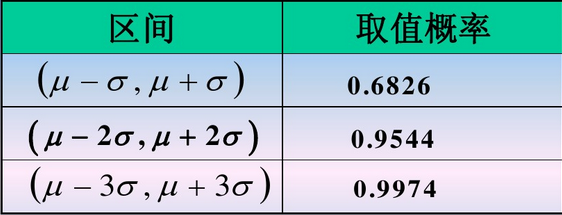 区间 取值概率
(μ − σ , μ + σ) 0.6826
(μ − 2σ, μ + 2σ) 0.9544
(μ − 3σ , μ + 3σ) 0.9974